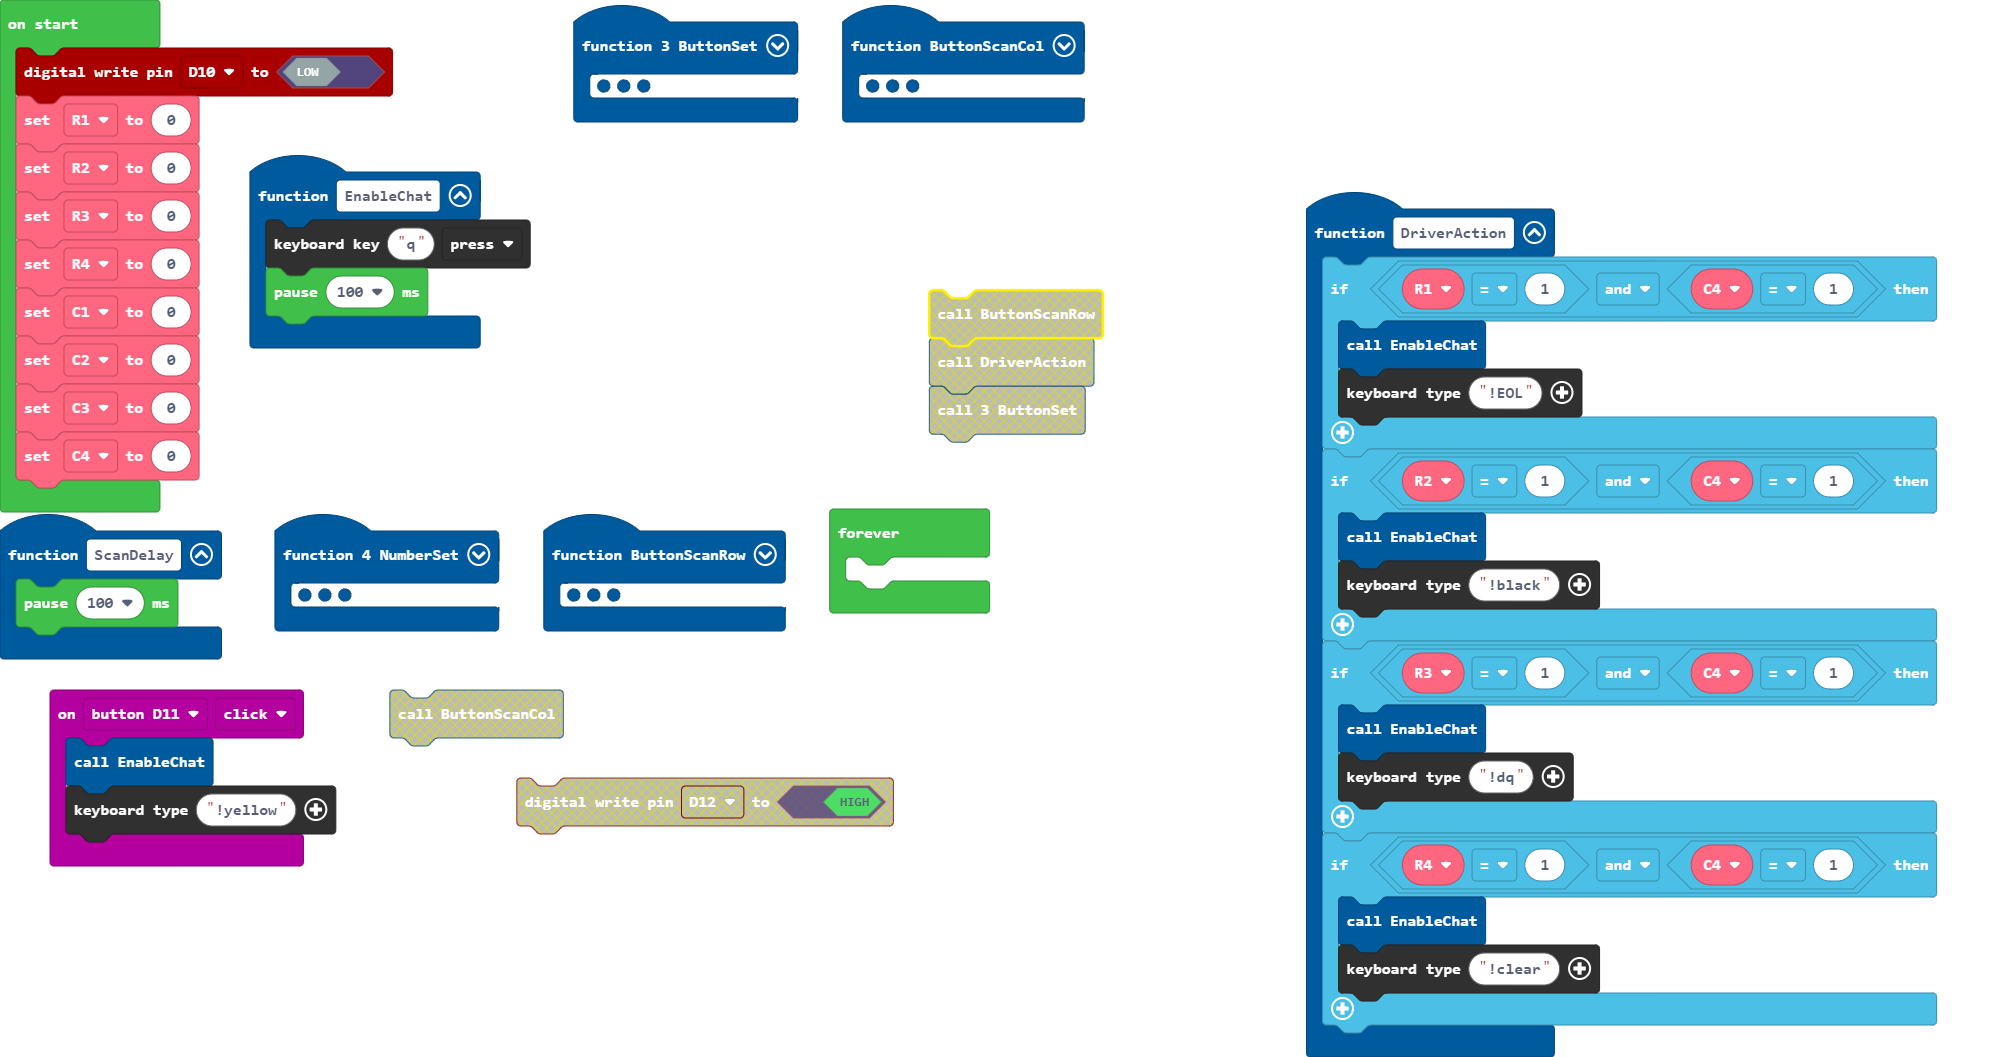 on start
digital write pin D10 to LOW
set R1 to 0
set R2 to 0
set R3 to 0
set R4 to 0
set C1 to 0
set C2 to 0
set C3 to 0
set C4 to 0
function 3 ButtonSet
function ButtonScanCol
function EnableChat
keyboard key "q" press
pause 100 ms
call ButtonScanRow
call DriverAction
call 3 ButtonSet
function ScanDelay
pause 100 ms
function 4 NumberSet
function ButtonScanRow
forever
on button D11 click
call EnableChat
keyboard type "!yellow"
call ButtonScanCol
digital write pin D12 to HIGH
function DriverAction
if R1 = 1 and C4 = 1 then
call EnableChat
keyboard type "!EOL"
if R2 = 1 and C4 = 1 then
call EnableChat
keyboard type "!black"
if R3 = 1 and C4 = 1 then
call EnableChat
keyboard type "!dq"
if R4 = 1 and C4 = 1 then
call EnableChat
keyboard type "!clear"